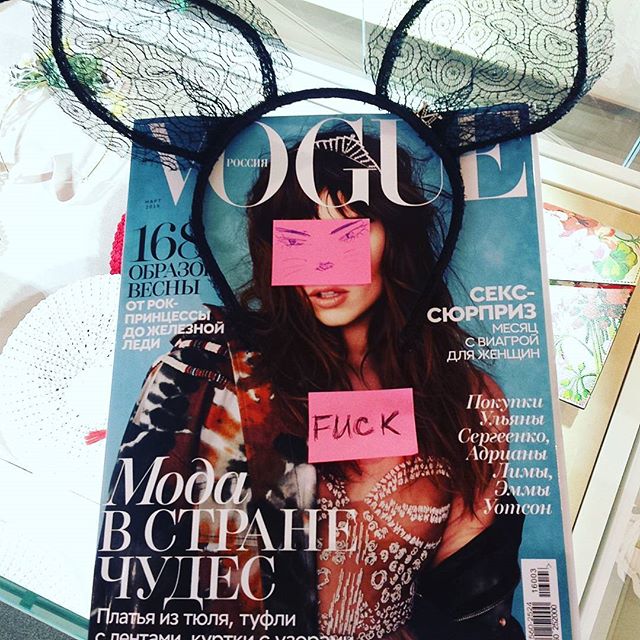 VOGUE
РОССИЯ
МАРТ
2016
168
ОБРАЗОВ
ВЕСНЫ
ОТ РОК-
ПРИНЦЕССЫ
ДО ЖЕЛЕЗНОЙ
ЛЕДИ
СЕКС-
СЮРПРИЗ
МЕСЯЦ
С ВИАГРОЙ
ДЛЯ ЖЕНЩИН
FUCK
Покупки
Ульяны
Сергеенко,
Адрианы
Лимы,
Эммы
Уотсон
Мода
В СТРАНЕ
ЧУДЕС
Платья из тюля, туфли
с лентами, куртки с узорами
16003